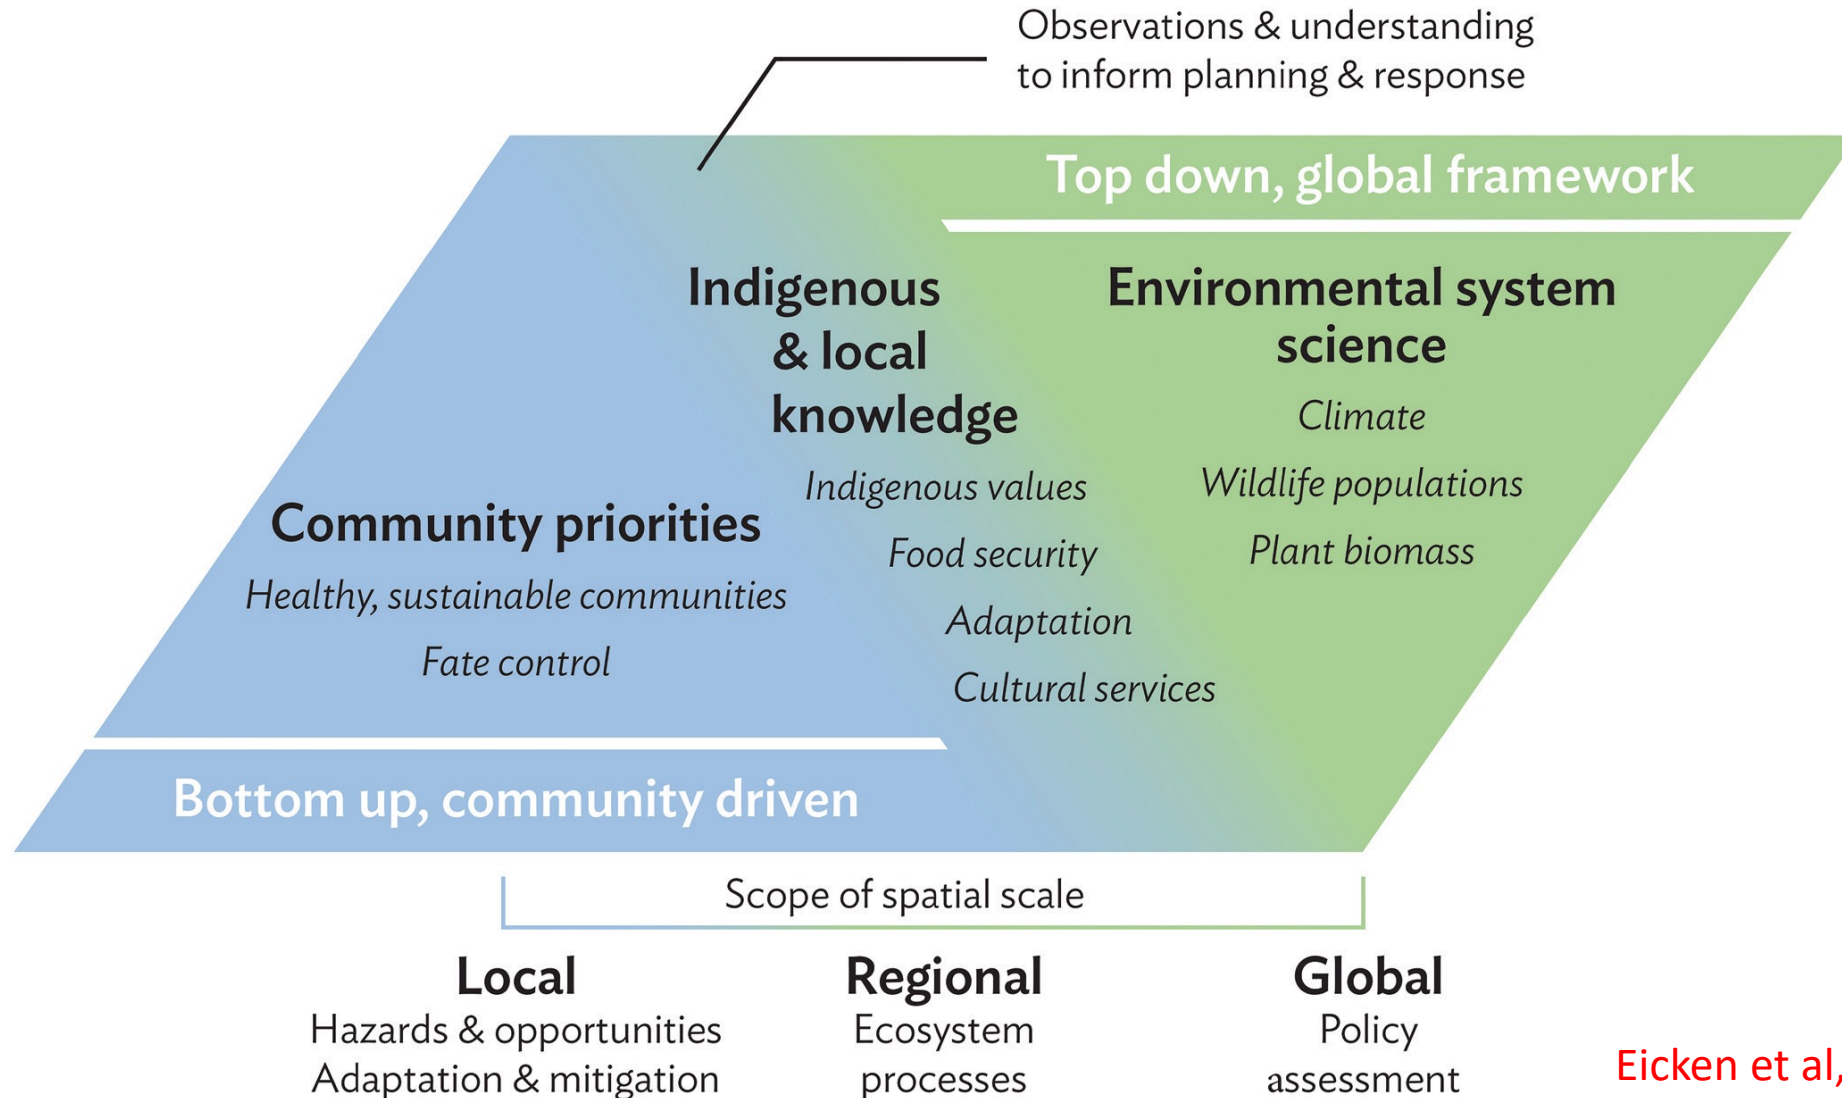 Observations & understanding
to inform planning & response
Top down, global framework
Indigenous
& local
knowledge
Indigenous values
Food security
Adaptation
Cultural services
Environmental system
science
Climate
Wildlife populations
Plant biomass
Community priorities
Healthy, sustainable communities
Fate control
Bottom up, community driven
Scope of spatial scale
Local
Hazards & opportunities
Adaptation & mitigation
Regional
Ecosystem
processes
Global
Policy
assessment
Eicken et al,